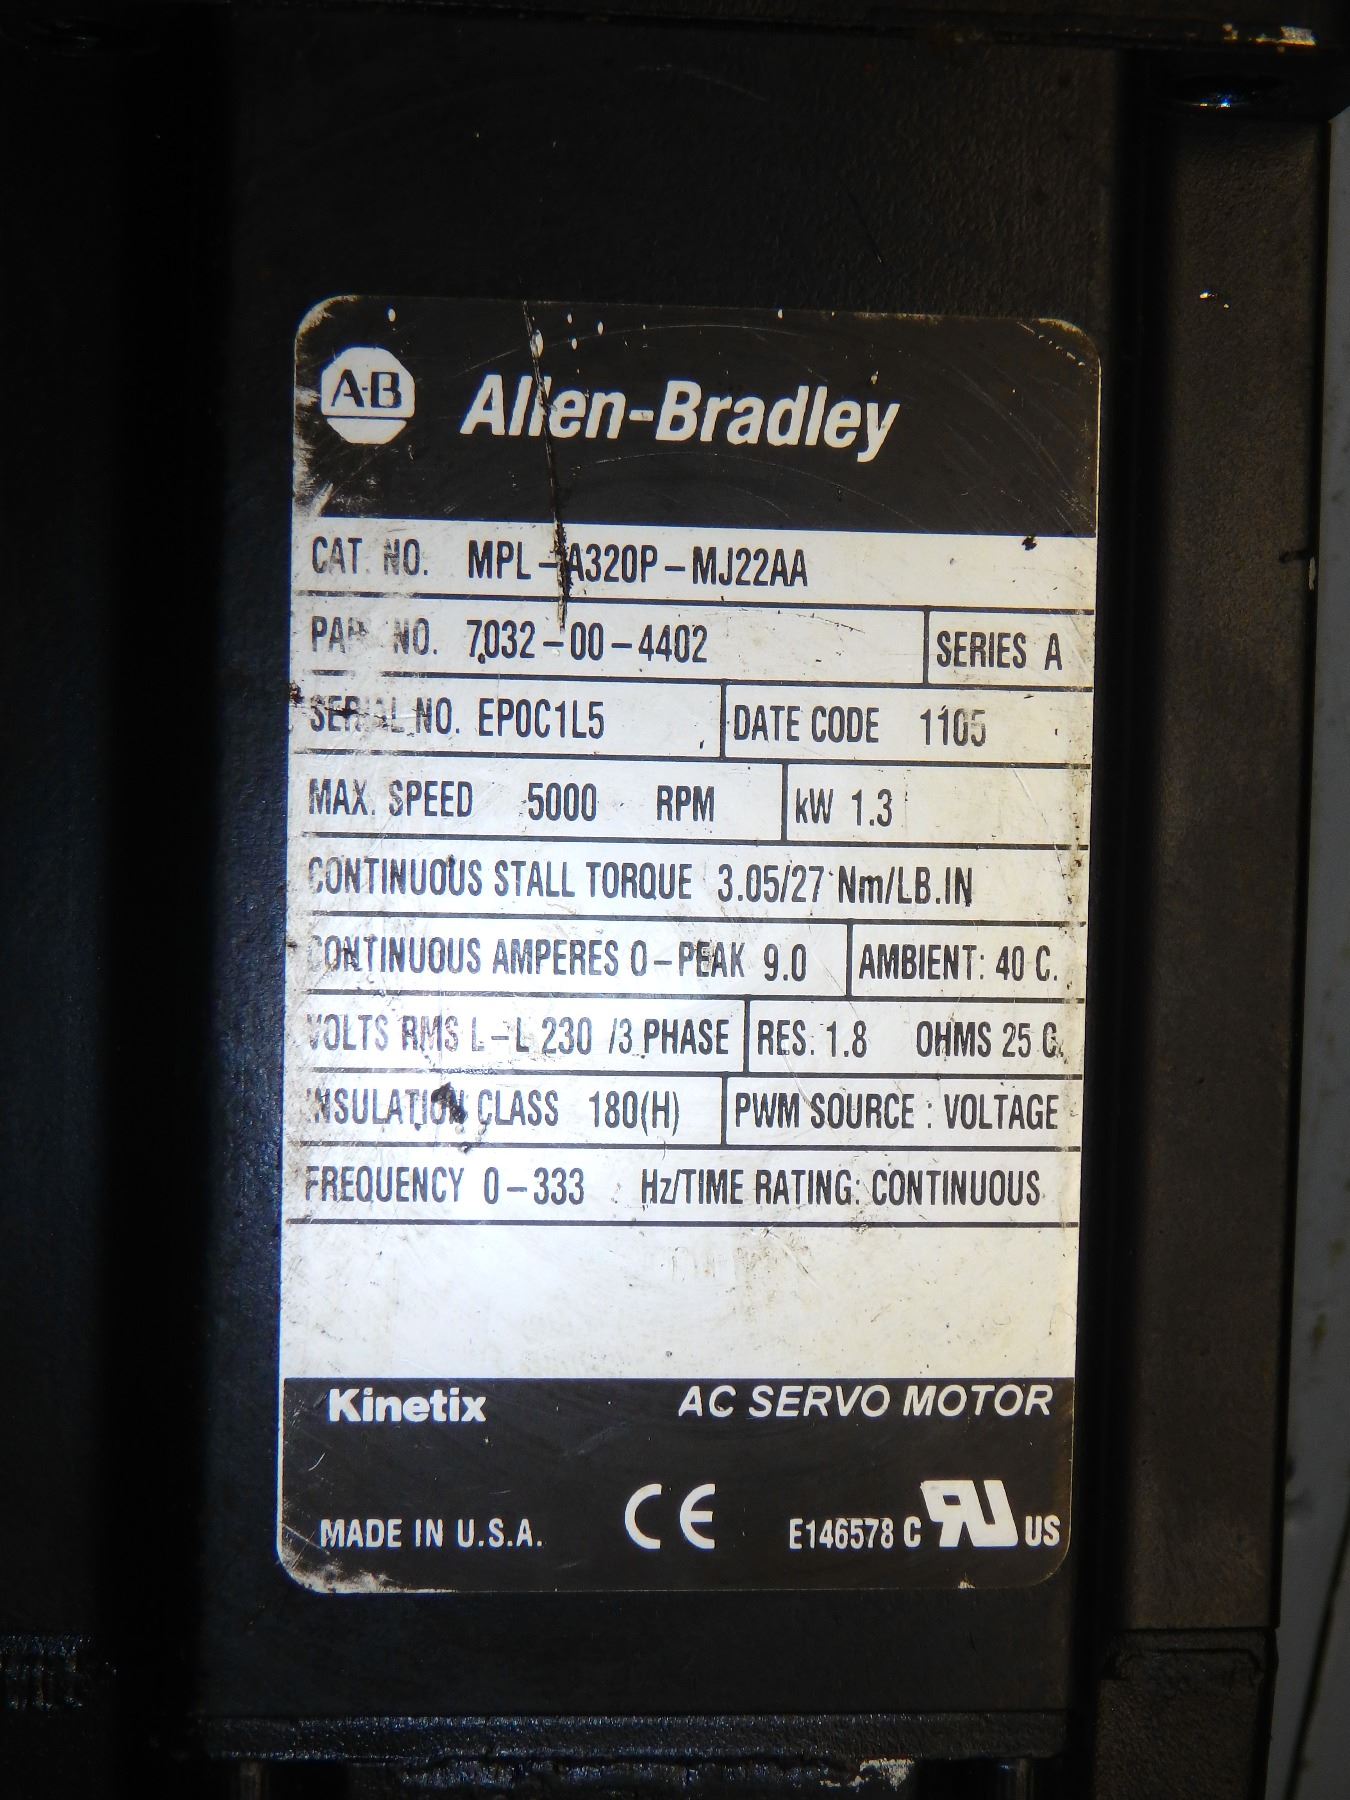 A-B Allen-Bradley
CAT. NO. MPL-A320P-MJ22AA
PART NO. 7032-00-4402 SERIES A
SERIAL NO. EP0C1L5 DATE CODE 1105
MAX. SPEED 5000 RPM kW 1.3
CONTINUOUS STALL TORQUE 3.05/27 Nm/LB.IN
CONTINUOUS AMPERES 0-PEAK 9.0 AMBIENT: 40 C.
VOLTS RMS L-L 230 /3 PHASE RES. 1.8 OHMS 25 C.
INSULATION CLASS 180(H) PWM SOURCE : VOLTAGE
FREQUENCY 0-333 Hz/TIME RATING: CONTINUOUS
Kinetix AC SERVO MOTOR
MADE IN U.S.A. CE E146578 C RU US